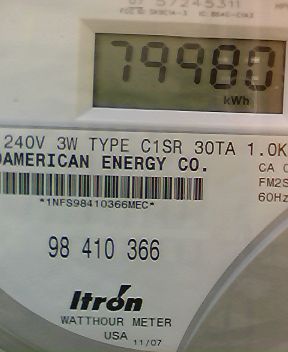 57245311
79980
kWh
240V 3W TYPE C1SR 30TA 1.0K
AMERICAN ENERGY CO.
CA
FM2S
60Hz
*1NFS98410366MEC*
98 410 366
Itron
WATTHOUR METER
USA 11/07